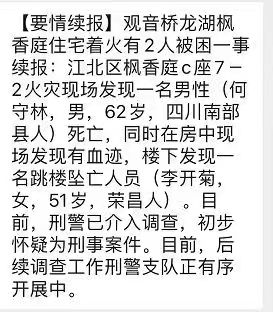 【要情续报】观音桥龙湖枫
香庭住宅着火有2人被困一事
续报：江北区枫香庭c座7－
2火灾现场发现一名男性（何
守林，男，62岁，四川南部
县人）死亡，同时在房中现
场发现有血迹，楼下发现一
名跳楼坠亡人员（李开菊，
女，51岁，荣昌人）。目
前，刑警已介入调查，初步
怀疑为刑事案件。目前，后
续调查工作刑警支队正有序
开展中。